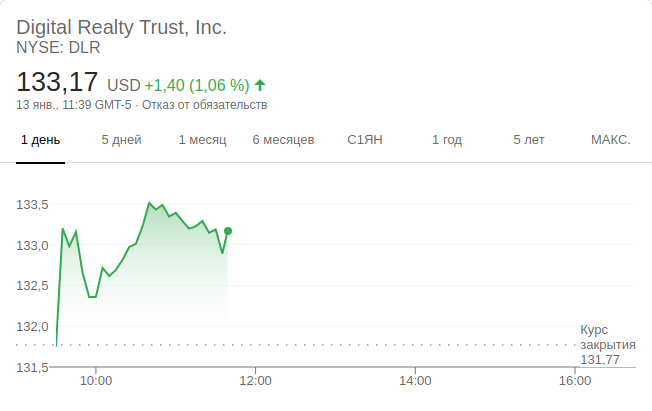 Digital Realty Trust, Inc.
NYSE: DLR
133,17 USD +1,40 (1,06 %)
13 янв., 11:39 GMT-5 · Отказ от обязательств
1 день 5 дней 1 месяц 6 месяцев С1ЯН 1 год 5 лет МАКС.
133,5
133,0
132,5
132,0
Курс
закрытия
131,77
131,5
10:00 12:00 14:00 16:00